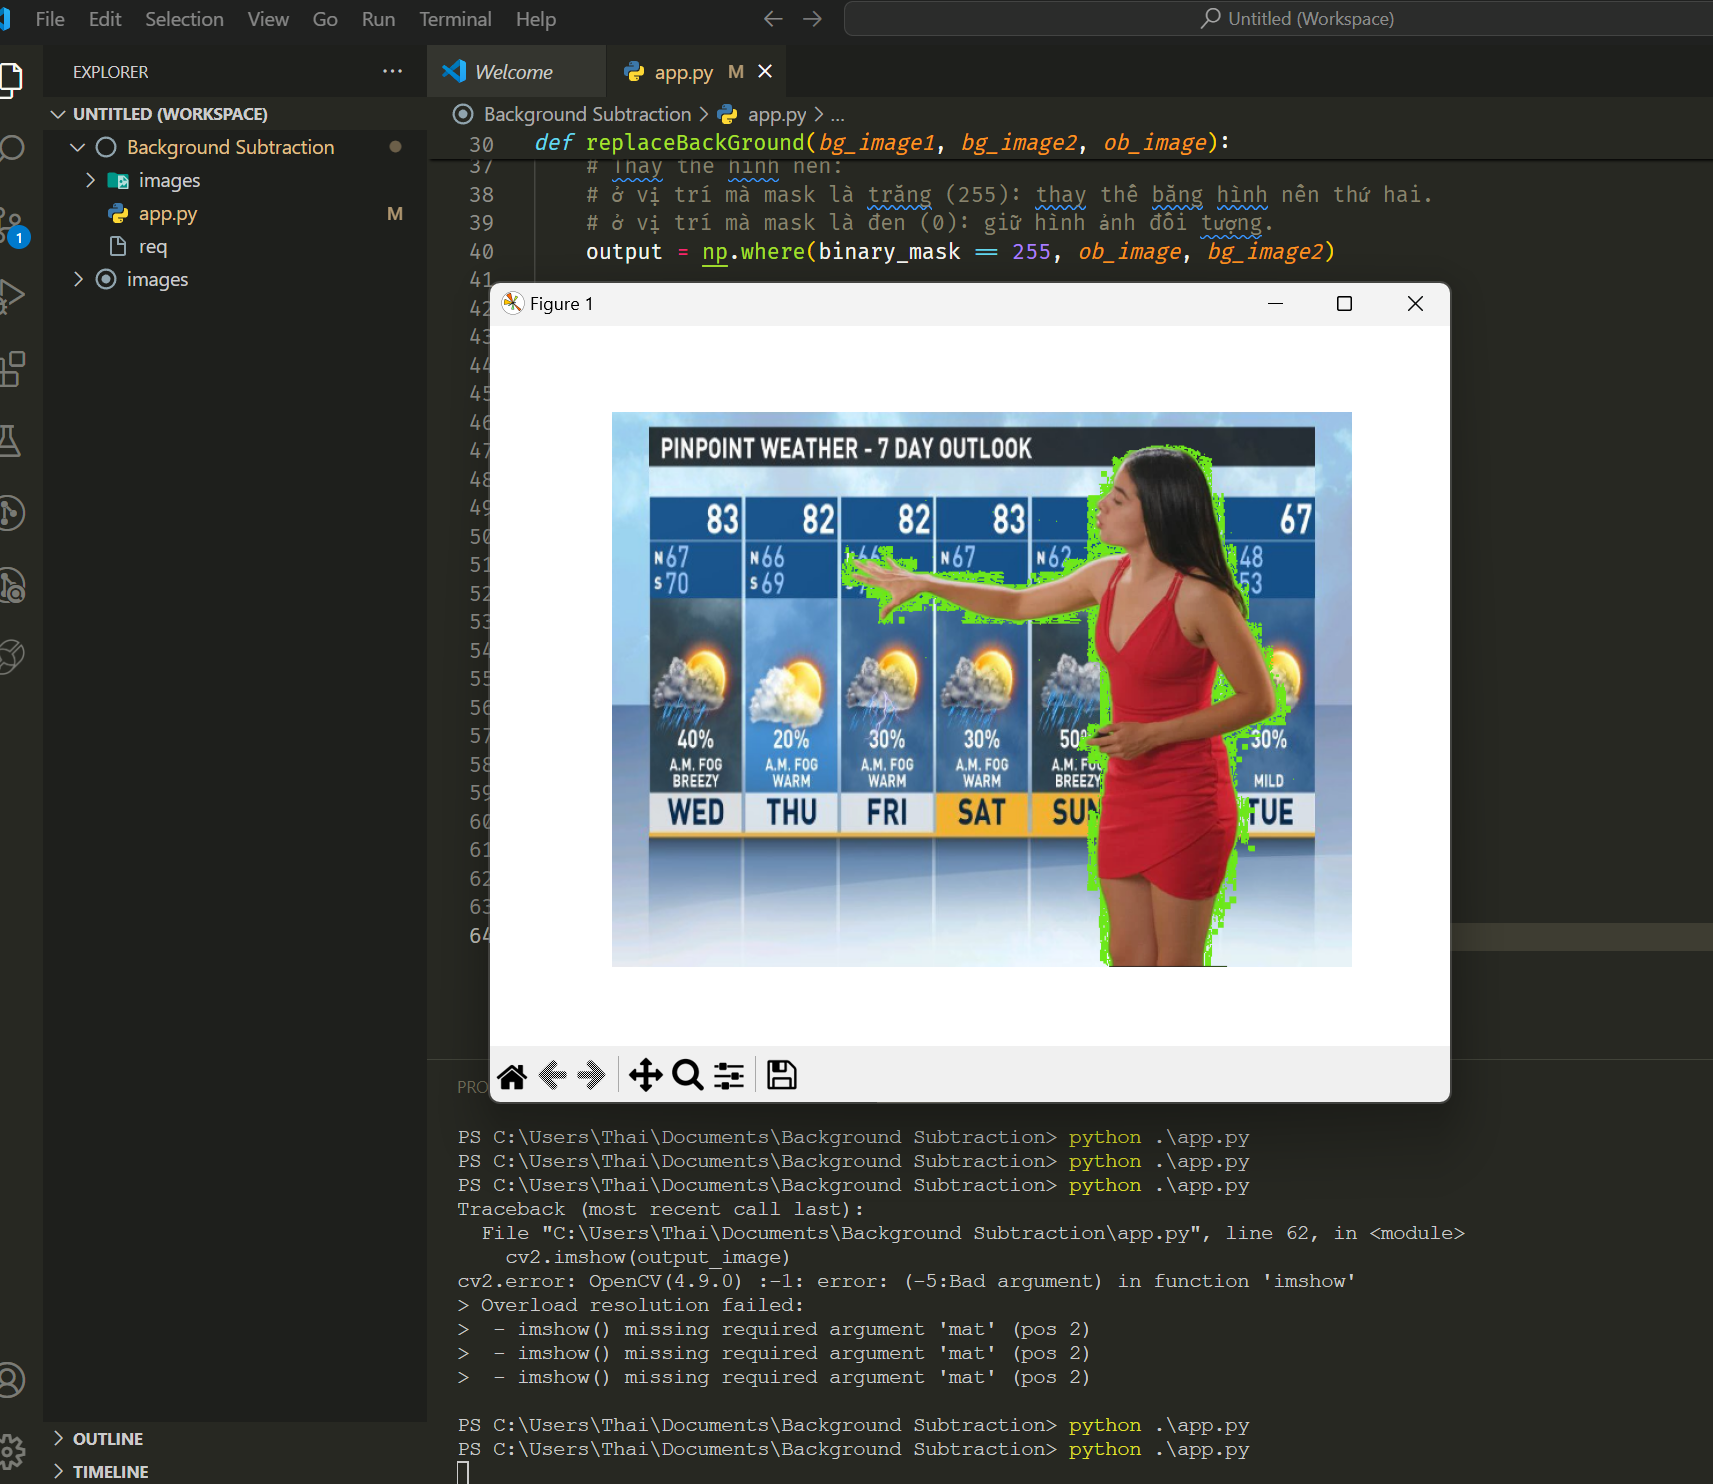 File Edit Selection View Go Run Terminal Help
Untitled (Workspace)
EXPLORER ...
Welcome
app.py M
UNTITLED (WORKSPACE)
Background Subtraction
images
app.py M
req
images
1
Background Subtraction > app.py > ...
30 def replaceBackGround(bg_image1, bg_image2, ob_image):
37 # Thay thế hình nền:
38 # ở vị trí mà mask là trắng (255): thay thế bằng hình nền thứ hai.
39 # ở vị trí mà mask là đen (0): giữ hình ảnh đối tượng.
40 output = np.where(binary_mask == 255, ob_image, bg_image2)
41
42
43
44
45
46
47
48
49
50
51
52
53
54
55
56
57
58
59
60
61
62
63
64
Figure 1
PINPOINT WEATHER - 7 DAY OUTLOOK
83 82 82 83 67
N 67 N 66 N 67 N 62 48
S 70 S 69 53
40% 20% 30% 30% 50 30%
A.M. FOG A.M. FOG A.M. FOG A.M. FOG A.M. FOG
BREEZY WARM WARM WARM BREEZY MILD
WED THU FRI SAT SUN TUE
PRO
PS C:\Users\Thai\Documents\Background Subtraction> python .\app.py
PS C:\Users\Thai\Documents\Background Subtraction> python .\app.py
PS C:\Users\Thai\Documents\Background Subtraction> python .\app.py
Traceback (most recent call last):
File "C:\Users\Thai\Documents\Background Subtraction\app.py", line 62, in <module>
cv2.imshow(output_image)
cv2.error: OpenCV(4.9.0) :-1: error: (-5:Bad argument) in function 'imshow'
> Overload resolution failed:
> - imshow() missing required argument 'mat' (pos 2)
> - imshow() missing required argument 'mat' (pos 2)
> - imshow() missing required argument 'mat' (pos 2)
PS C:\Users\Thai\Documents\Background Subtraction> python .\app.py
PS C:\Users\Thai\Documents\Background Subtraction> python .\app.py
OUTLINE
TIMELINE